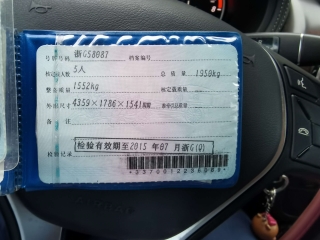 号牌号码 浙G58087 档案编号
核定载人数 5人 总质量 1950kg
整备质量 1552kg 核定载质量
外廓尺寸 4359×1786×1541mm
备注
检验有效期至2015年07月浙G(Q)
检验记录